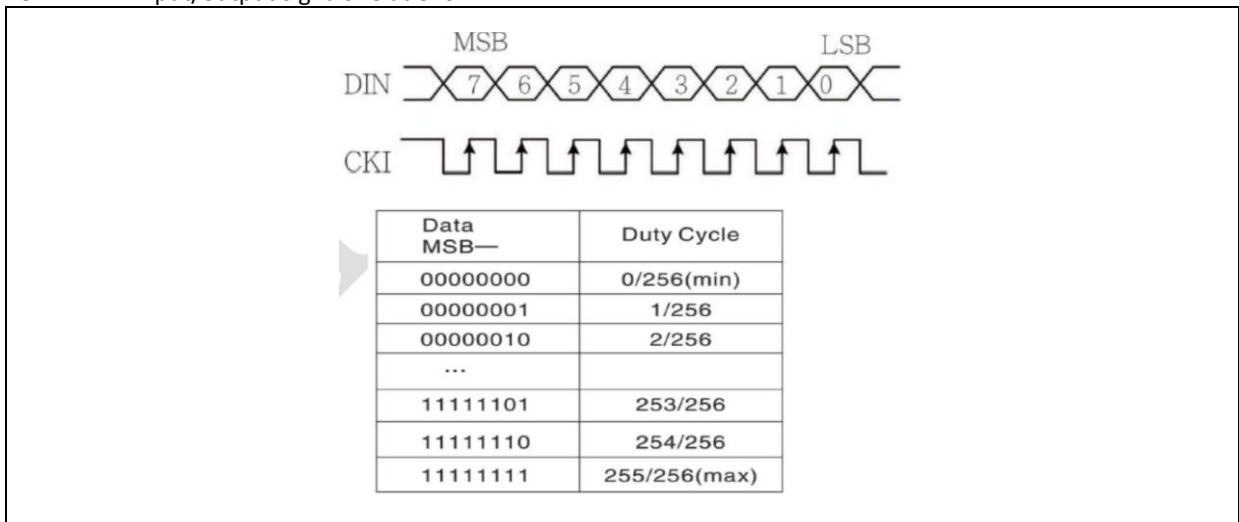 MSB LSB
DIN 7 6 5 4 3 2 1 0
CKI
Data
MSB— Duty Cycle
00000000 0/256(min)
00000001 1/256
00000010 2/256
...
11111101 253/256
11111110 254/256
11111111 255/256(max)